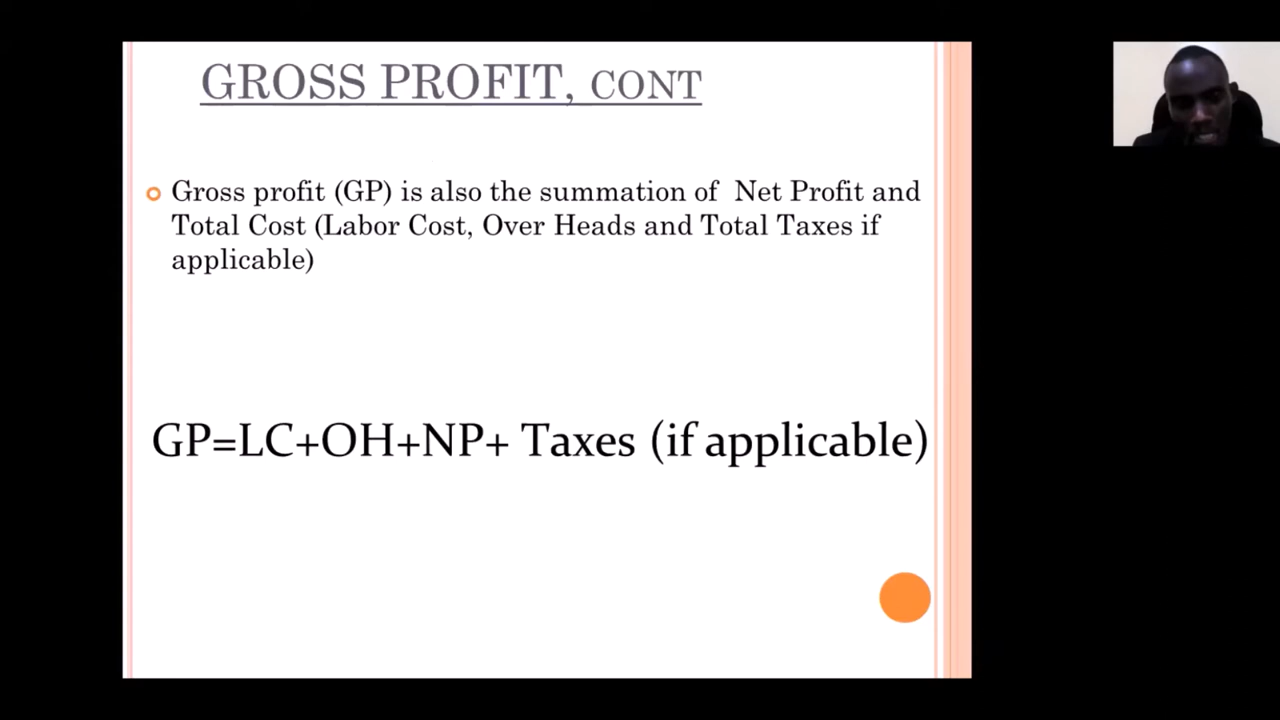 GROSS PROFIT, CONT
Gross profit (GP) is also the summation of Net Profit and
Total Cost (Labor Cost, Over Heads and Total Taxes if
applicable)
GP=LC+OH+NP+ Taxes (if applicable)